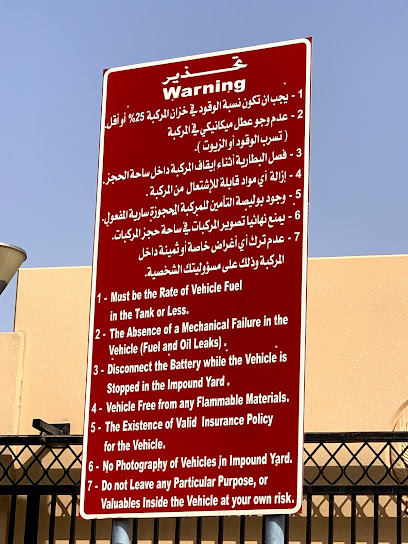 تحذير
Warning
1 - يجب ان تكون نسبة الوقود في خزان المركبة 25% أو أقل.
2 - عدم وجو عطل ميكانيكي في المركبة
( تسرب الوقود أو الزيوت ).
3 - فصل البطارية أثناء إيقاف المركبة داخل ساحة الحجز.
4 - إزالة أي مواد قابلة للإشتعال من المركبة .
5 - وجود بوليصة التأمين للمركبة المحجوزة سارية المفعول.
6 - يمنع نهائيا تصوير المركبات في ساحة حجز المركبات.
7 - عدم ترك أي أغراض خاصة أو ثمينة داخل
المركبة وذلك على مسؤوليتك الشخصية.
1 - Must be the Rate of Vehicle Fuel
in the Tank or Less.
2 - The Absence of a Mechanical Failure in the
Vehicle (Fuel and Oil Leaks) .
3 - Disconnect the Battery while the Vehicle is
Stopped in the Impound Yard .
4 - Vehicle Free from any Flammable Materials.
5 - The Existence of Valid Insurance Policy
for the Vehicle.
6 - No Photography of Vehicles in Impound Yard.
7 - Do not Leave any Particular Purpose, or
Valuables Inside the Vehicle at your own risk.